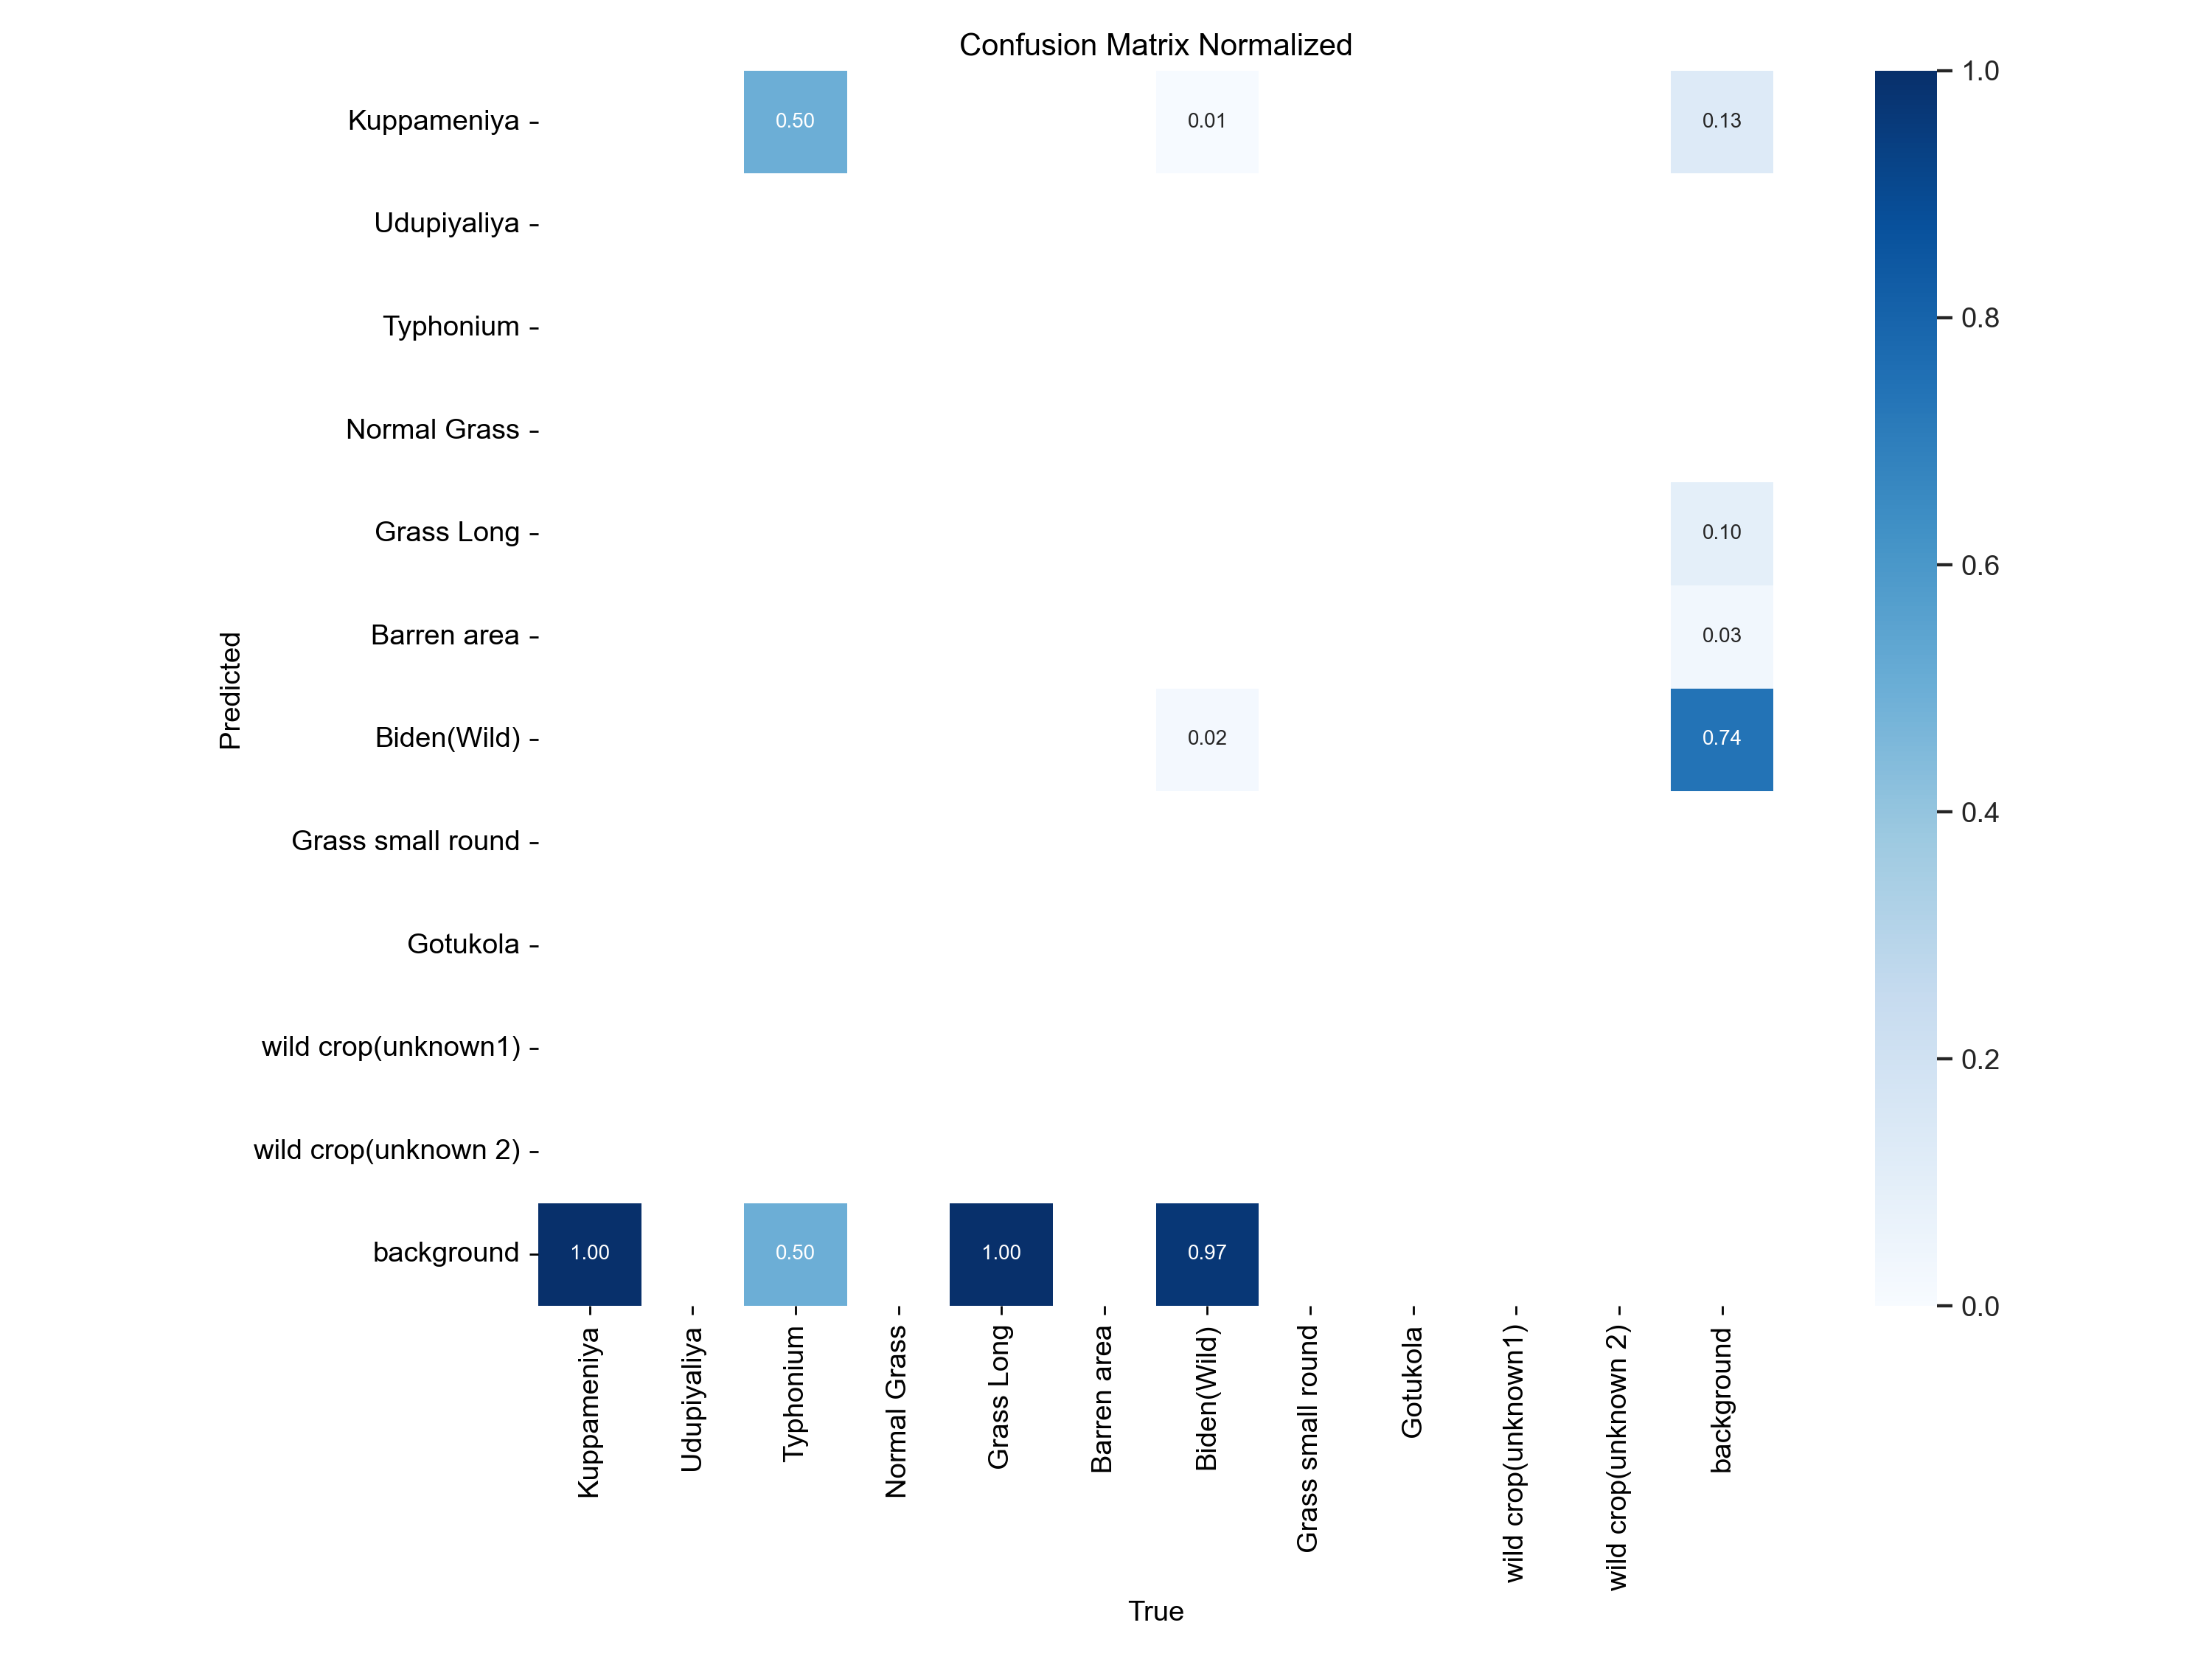 Confusion Matrix Normalized
Kuppameniya
0.50
0.01
0.13
1.0
Udupiyaliya
Typhonium
0.8
Normal Grass
Grass Long
0.10
0.6
Barren area
0.03
Predicted
Biden(Wild)
0.02
0.74
0.4
Grass small round
Gotukola
wild crop(unknown1)
0.2
wild crop(unknown 2)
background
1.00
0.50
1.00
0.97
0.0
Kuppameniya
Udupiyaliya
Typhonium
Normal Grass
Grass Long
Barren area
Biden(Wild)
Grass small round
Gotukola
wild crop(unknown1)
wild crop(unknown 2)
background
True